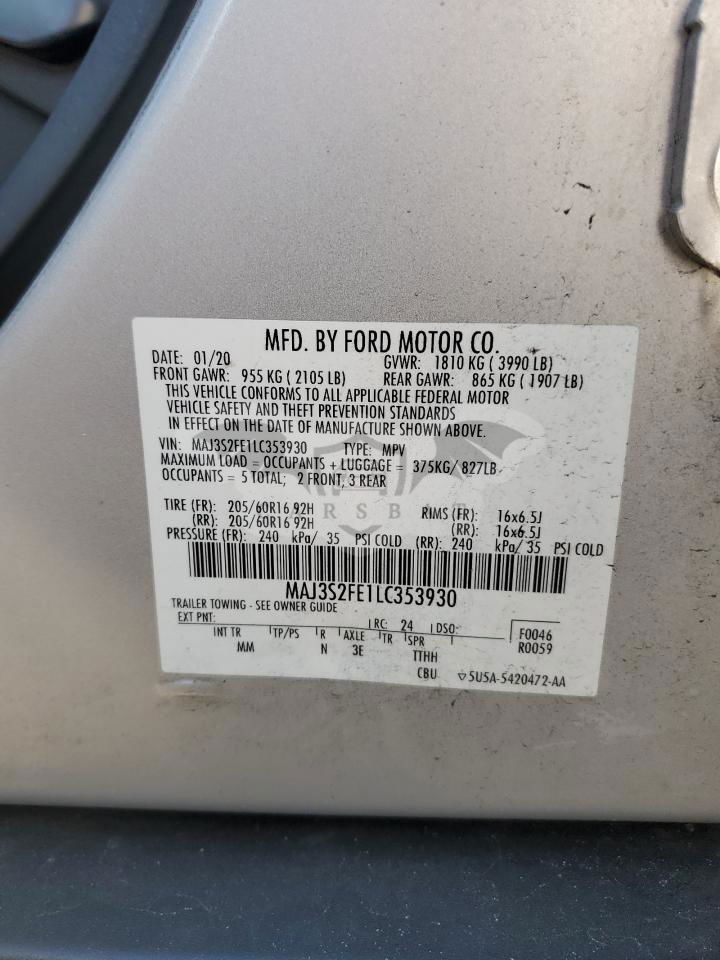 MFD. BY FORD MOTOR CO.
DATE: 01/20 GVWR: 1810 KG ( 3990 LB)
FRONT GAWR: 955 KG ( 2105 LB) REAR GAWR: 865 KG ( 1907 LB)
THIS VEHICLE CONFORMS TO ALL APPLICABLE FEDERAL MOTOR
VEHICLE SAFETY AND THEFT PREVENTION STANDARDS
IN EFFECT ON THE DATE OF MANUFACTURE SHOWN ABOVE.
VIN: MAJ3S2FE1LC353930 TYPE: MPV
MAXIMUM LOAD = OCCUPANTS + LUGGAGE = 375KG/ 827LB
OCCUPANTS = 5 TOTAL; 2 FRONT, 3 REAR
TIRE (FR): 205/60R16 92H RIMS (FR): 16x6.5J
(RR): 205/60R16 92H (RR): 16x6.5J
PRESSURE (FR): 240 kPa/ 35 PSI COLD (RR): 240 kPa/ 35 PSI COLD
MAJ3S2FE1LC353930
TRAILER TOWING - SEE OWNER GUIDE
EXT PNT: RC: 24 DSO: F0046
INT TR TP/PS R AXLE TR SPR R0059
MM N 3E TTHH
CBU ▽5U5A-5420472-AA